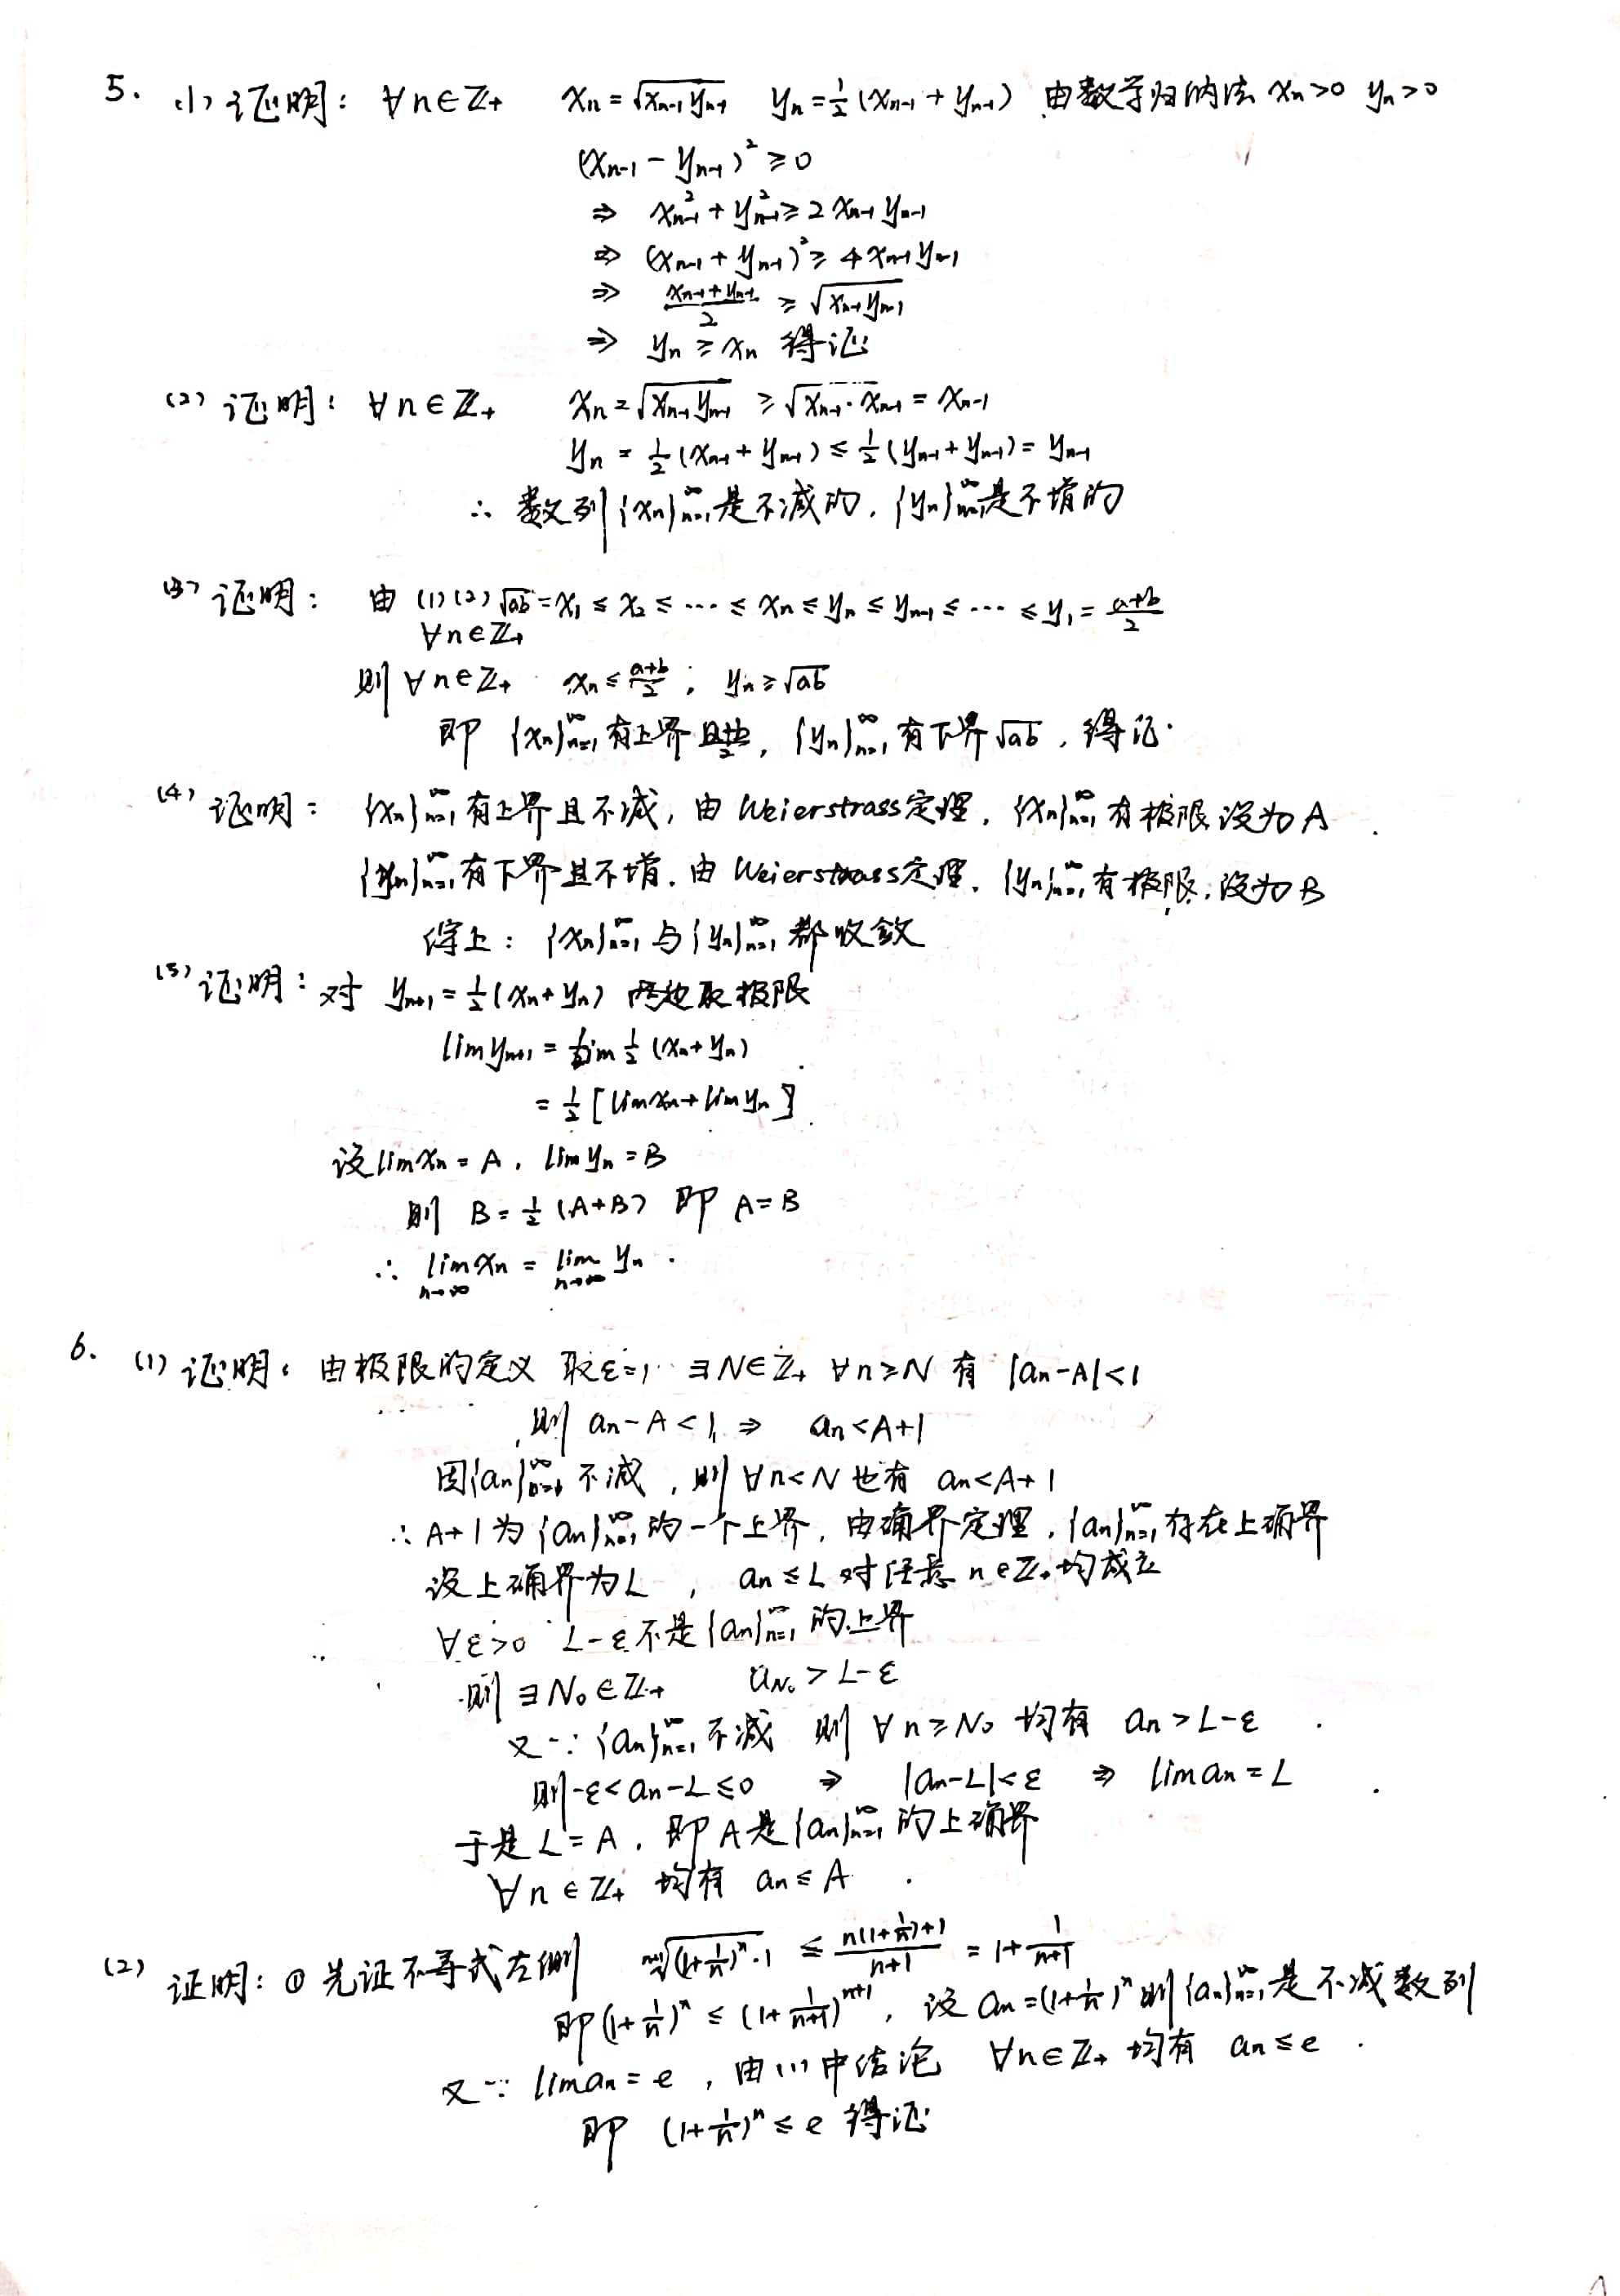 5. (1) 证明: ∀n∈Z₊ xₙ=√(xₙ₋₁yₙ₋₁) yₙ=½(xₙ₋₁+yₙ₋₁) 由数学归纳法 xₙ>0 yₙ>0
(xₙ₋₁-yₙ₋₁)²≥0
⇒ xₙ₋₁²+yₙ₋₁²≥2xₙ₋₁yₙ₋₁
⇒ (xₙ₋₁+yₙ₋₁)²≥4xₙ₋₁yₙ₋₁
⇒ (xₙ₋₁+yₙ₋₁)/2 ≥ √(xₙ₋₁yₙ₋₁)
⇒ yₙ≥xₙ 得证
(2) 证明: ∀n∈Z₊ xₙ=√(xₙ₋₁yₙ₋₁) ≥√(xₙ₋₁·xₙ₋₁)=xₙ₋₁
yₙ=½(xₙ₋₁+yₙ₋₁)≤½(yₙ₋₁+yₙ₋₁)=yₙ₋₁
∴ 数列{xₙ}ₙ₌₁^∞是不减的, {yₙ}ₙ₌₁^∞是不增的
(3) 证明: 由(1)(2) √ab=x₁≤x₂≤⋯≤xₙ≤yₙ≤yₙ₋₁≤⋯≤y₁=(a+b)/2
∀n∈Z₊
则∀n∈Z₊ xₙ≤(a+b)/2; yₙ≥√ab
即 {xₙ}ₙ₌₁^∞有上界(a+b)/2, {yₙ}ₙ₌₁^∞有下界√ab, 得证.
(4) 证明: {xₙ}ₙ₌₁^∞有上界且不减, 由Weierstrass定理, {xₙ}ₙ₌₁^∞有极限设为A
{yₙ}ₙ₌₁^∞有下界且不增. 由Weierstrass定理. {yₙ}ₙ₌₁^∞有极限, 设为B
综上: {xₙ}ₙ₌₁^∞与{yₙ}ₙ₌₁^∞都收敛
(5) 证明: 对 yₙ₊₁=½(xₙ+yₙ) 两边取极限
lim yₙ₊₁=lim ½(xₙ+yₙ)
=½[lim xₙ+lim yₙ]
设lim xₙ=A, lim yₙ=B
则 B=½(A+B) 即 A=B
∴ lim_{n→∞} xₙ=lim_{n→∞} yₙ.
6. (1) 证明: 由极限的定义 取ε=1 ∃N∈Z₊ ∀n≥N 有 |aₙ-A|<1
则 aₙ-A<1 ⇒ aₙ<A+1
因{aₙ}ₙ₌₁^∞不减, 则∀n<N也有 aₙ<A+1
∴ A+1为{aₙ}ₙ₌₁^∞的一个上界, 由确界定理, {aₙ}ₙ₌₁^∞存在上确界
设上确界为L, aₙ≤L对任意n∈Z₊均成立
∀ε>0 L-ε不是{aₙ}ₙ₌₁^∞的上界
则∃N₀∈Z₊ a_{N₀}>L-ε
又∵{aₙ}ₙ₌₁^∞不减 则∀n≥N₀ 均有 aₙ>L-ε
则-ε<aₙ-L≤0 ⇒ |aₙ-L|<ε ⇒ lim aₙ=L
于是L=A, 即A是{aₙ}ₙ₌₁^∞的上确界
∀n∈Z₊ 均有 aₙ≤A
(2) 证明: ① 先证不等式左侧 ⁿ⁺¹√((1+1/n)ⁿ·1) ≤ (n(1+1/n)+1)/(n+1) = 1+1/(n+1)
即(1+1/n)ⁿ≤(1+1/(n+1))ⁿ⁺¹, 设aₙ=(1+1/n)ⁿ则{aₙ}ₙ₌₁^∞是不减数列
又∵lim aₙ=e, 由(1)中结论 ∀n∈Z₊均有 aₙ≤e.
即 (1+1/n)ⁿ≤e 得证